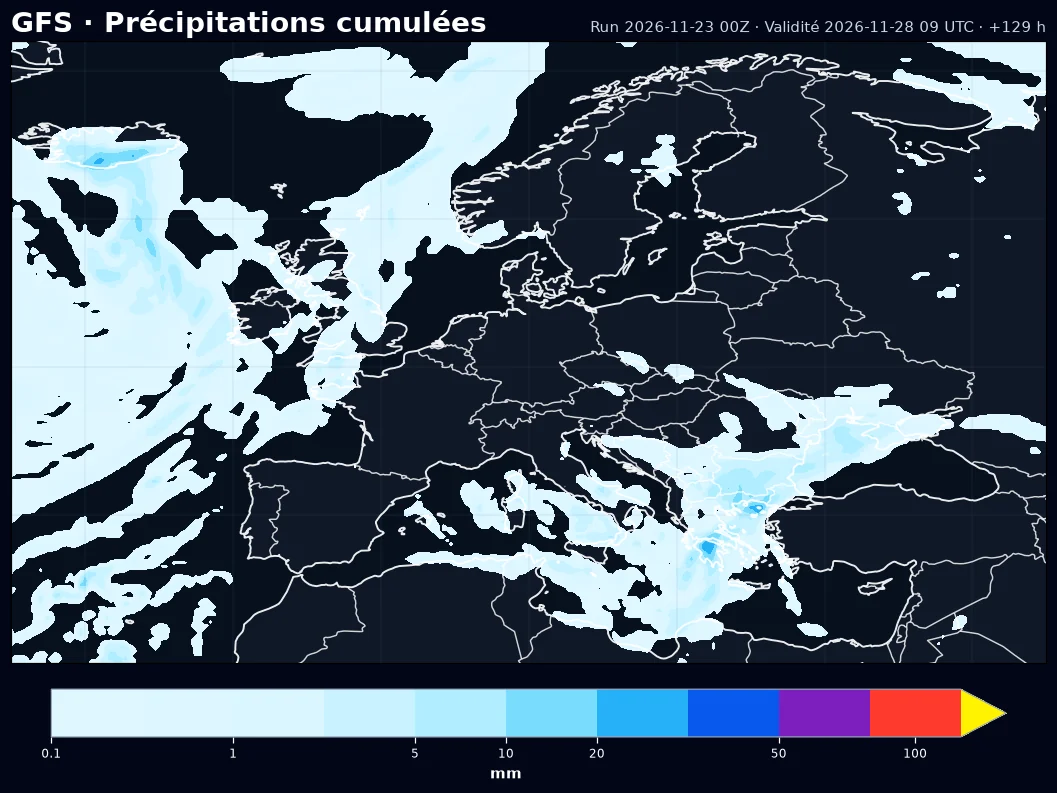 GFS · Précipitations cumulées
Run 2026-11-23 00Z · Validité 2026-11-28 09 UTC · +129 h
0.1 1 5 10 20 50 100
mm